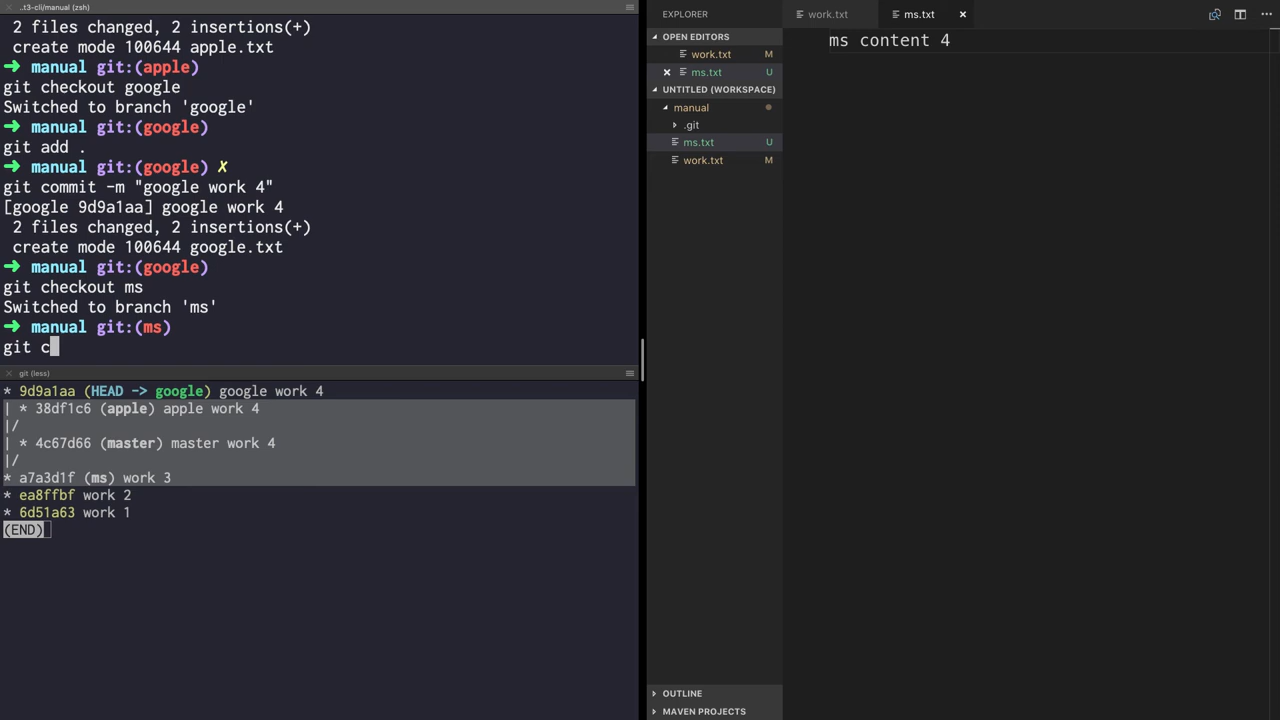 ..t3-cli/manual (zsh)
2 files changed, 2 insertions(+)
create mode 100644 apple.txt
➜ manual git:(apple)
git checkout google
Switched to branch 'google'
➜ manual git:(google)
git add .
➜ manual git:(google) ✗
git commit -m "google work 4"
[google 9d9a1aa] google work 4
2 files changed, 2 insertions(+)
create mode 100644 google.txt
➜ manual git:(google)
git checkout ms
Switched to branch 'ms'
➜ manual git:(ms)
git c
git (less)
* 9d9a1aa (HEAD -> google) google work 4
| * 38df1c6 (apple) apple work 4
|/
| * 4c67d66 (master) master work 4
|/
* a7a3d1f (ms) work 3
* ea8ffbf work 2
* 6d51a63 work 1
(END)
EXPLORER
OPEN EDITORS
work.txt M
ms.txt U
UNTITLED (WORKSPACE)
manual
.git
ms.txt U
work.txt M
OUTLINE
MAVEN PROJECTS
work.txt
ms.txt
ms content 4